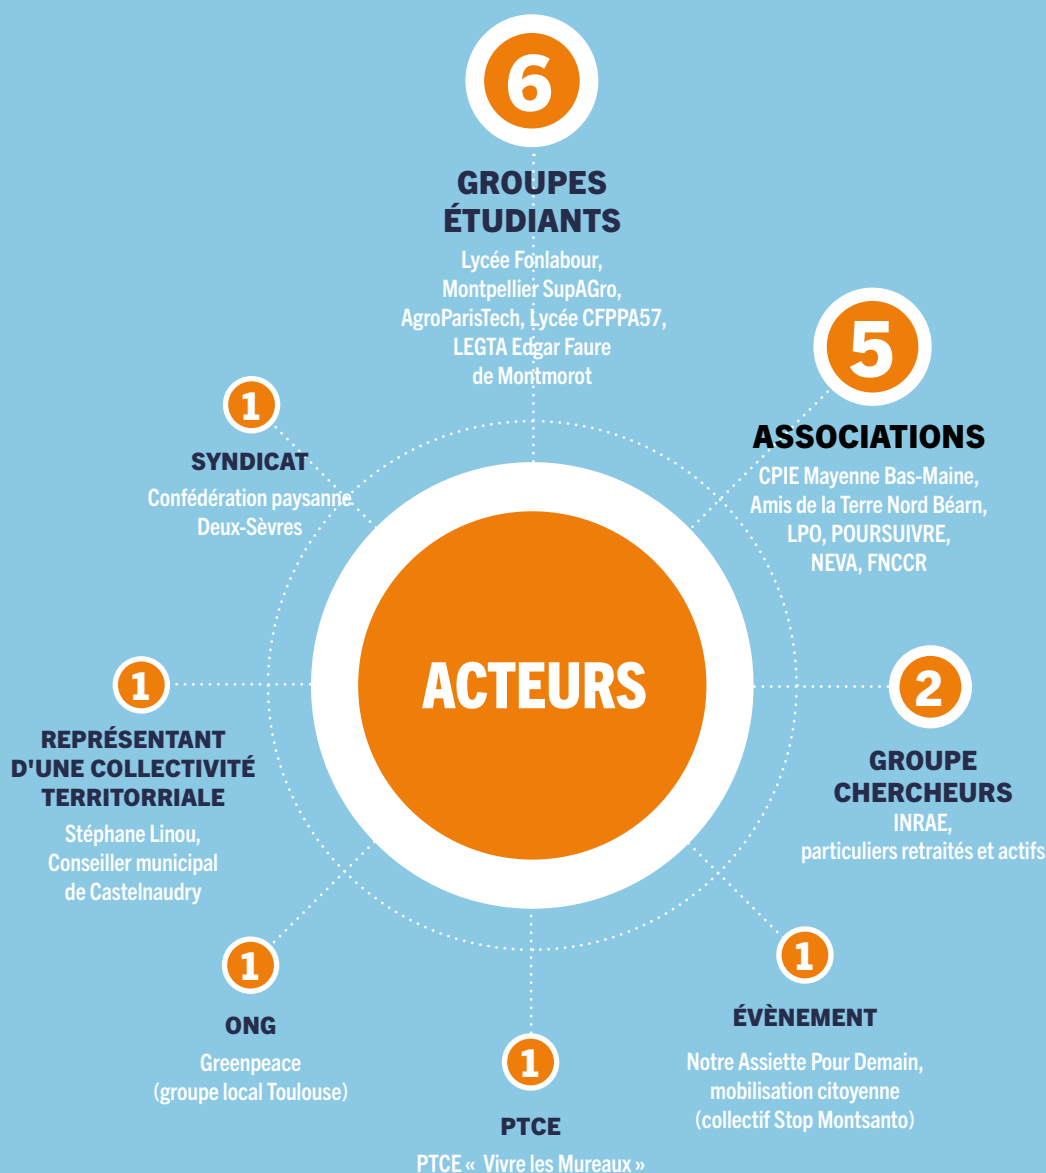 6
GROUPES
ÉTUDIANTS
Lycée Fonlabour,
Montpellier SupAGro,
AgroParisTech, Lycée CFPPA57,
LEGTA Edgar Faure
de Montmorot
5
ASSOCIATIONS
CPIE Mayenne Bas-Maine,
Amis de la Terre Nord Béarn,
LPO, POURSUIVRE,
NEVA, FNCCR
1
SYNDICAT
Confédération paysanne
Deux-Sèvres
ACTEURS
1
REPRÉSENTANT
D'UNE COLLECTIVITÉ
TERRITORRIALE
Stéphane Linou,
Conseiller municipal
de Castelnaudry
2
GROUPE
CHERCHEURS
INRAE,
particuliers retraités et actifs
1
ONG
Greenpeace
(groupe local Toulouse)
1
PTCE
PTCE « Vivre les Mureaux »
1
ÉVÈNEMENT
Notre Assiette Pour Demain,
mobilisation citoyenne
(collectif Stop Montsanto)